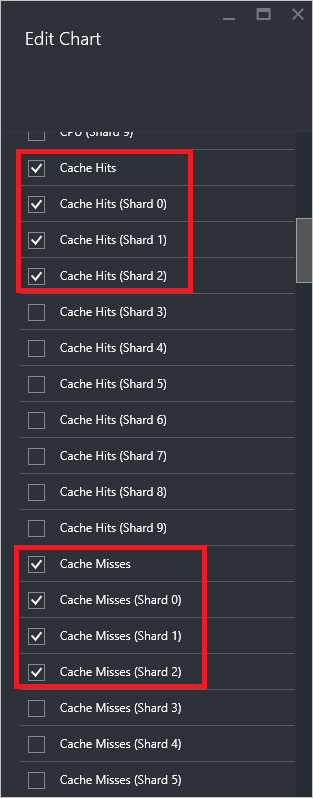 Edit Chart
CPU (Shard 9)
Cache Hits
Cache Hits (Shard 0)
Cache Hits (Shard 1)
Cache Hits (Shard 2)
Cache Hits (Shard 3)
Cache Hits (Shard 4)
Cache Hits (Shard 5)
Cache Hits (Shard 6)
Cache Hits (Shard 7)
Cache Hits (Shard 8)
Cache Hits (Shard 9)
Cache Misses
Cache Misses (Shard 0)
Cache Misses (Shard 1)
Cache Misses (Shard 2)
Cache Misses (Shard 3)
Cache Misses (Shard 4)
Cache Misses (Shard 5)